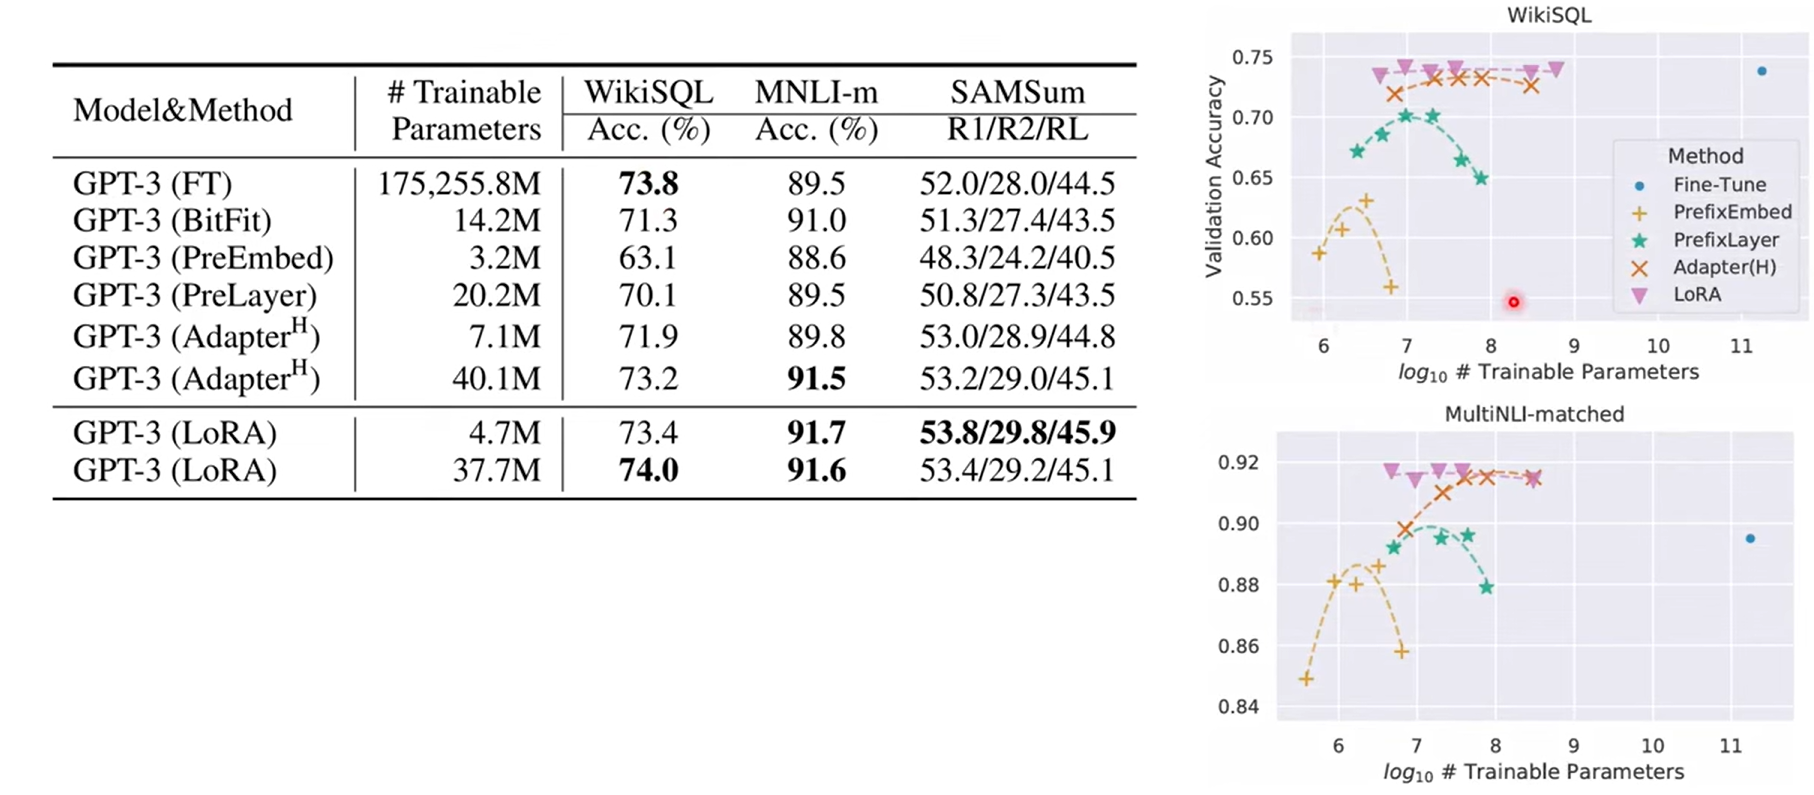 Model&Method # Trainable Parameters WikiSQL MNLI-m SAMSum
Acc. (%) Acc. (%) R1/R2/RL
GPT-3 (FT) 175,255.8M 73.8 89.5 52.0/28.0/44.5
GPT-3 (BitFit) 14.2M 71.3 91.0 51.3/27.4/43.5
GPT-3 (PreEmbed) 3.2M 63.1 88.6 48.3/24.2/40.5
GPT-3 (PreLayer) 20.2M 70.1 89.5 50.8/27.3/43.5
GPT-3 (Adapter^H) 7.1M 71.9 89.8 53.0/28.9/44.8
GPT-3 (Adapter^H) 40.1M 73.2 91.5 53.2/29.0/45.1
GPT-3 (LoRA) 4.7M 73.4 91.7 53.8/29.8/45.9
GPT-3 (LoRA) 37.7M 74.0 91.6 53.4/29.2/45.1
WikiSQL
Validation Accuracy
0.75
0.70
0.65
0.60
0.55
Method
Fine-Tune
PrefixEmbed
PrefixLayer
Adapter(H)
LoRA
6 7 8 9 10 11
log₁₀ # Trainable Parameters
MultiNLI-matched
0.92
0.90
0.88
0.86
0.84
6 7 8 9 10 11
log₁₀ # Trainable Parameters